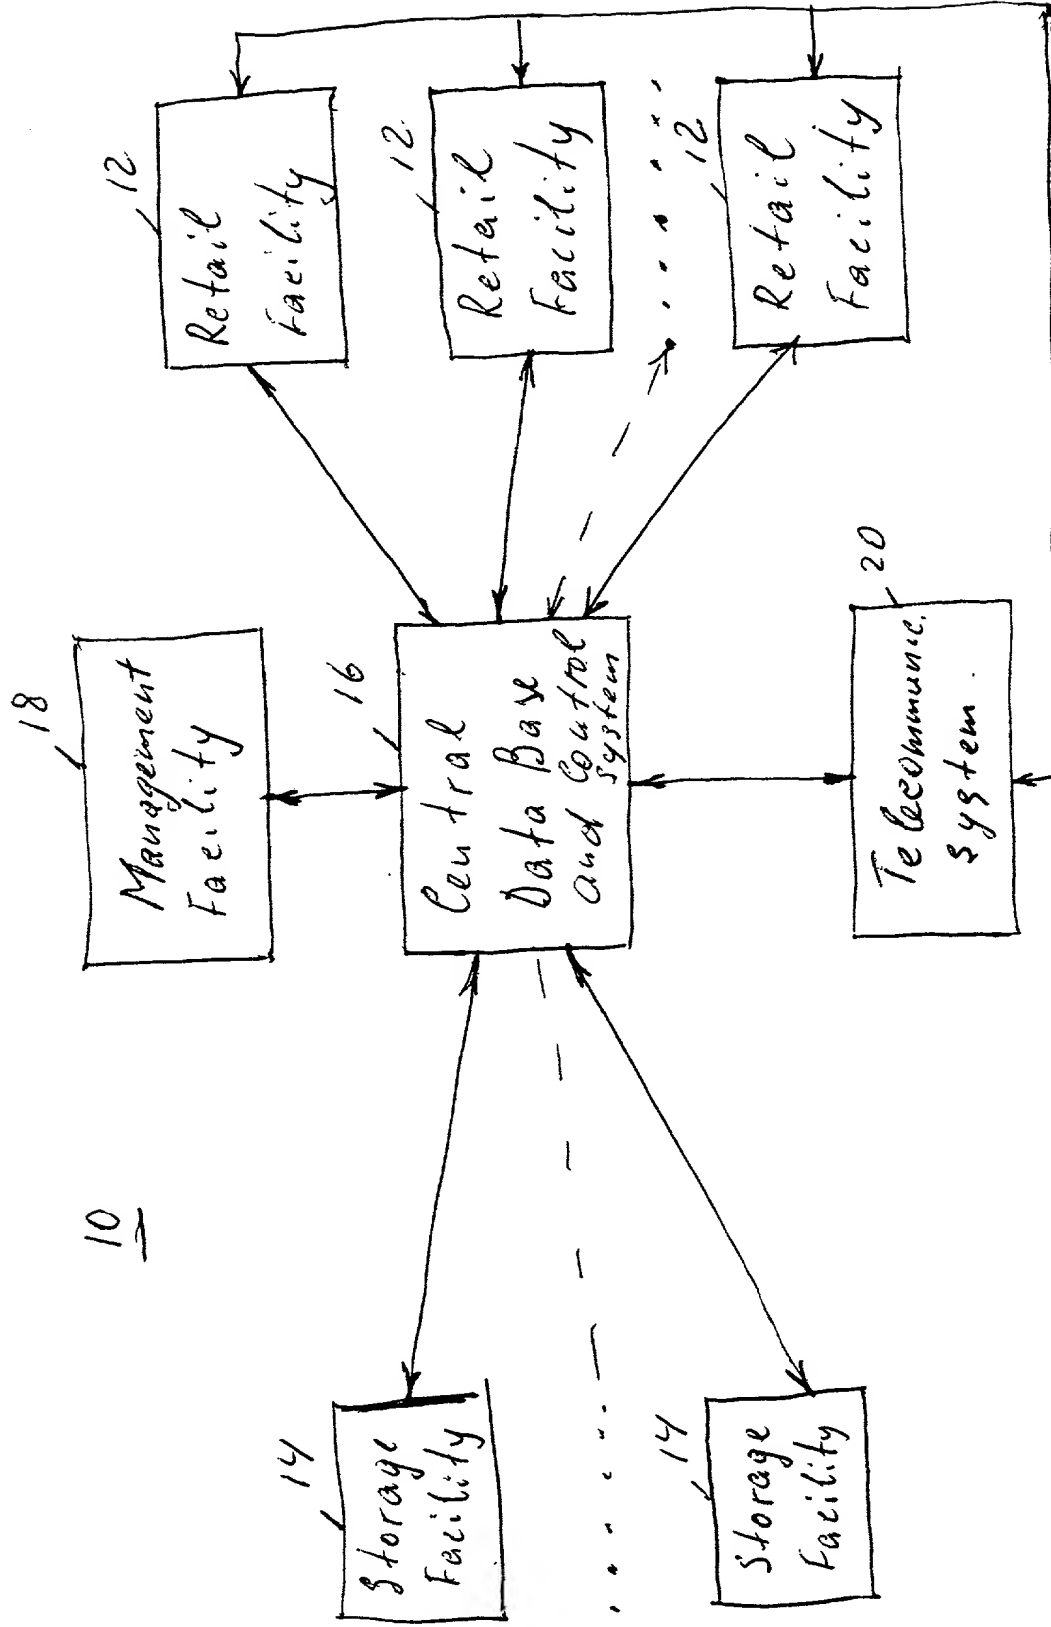 10
18
Management
Facility
14
Storage
Facility
14
Storage
Facility
16
Central
Data Base
and Control
system
12
Retail
Facility
12
Retail
Facility
12
Retail
Facility
20
Telecommunic.
system.